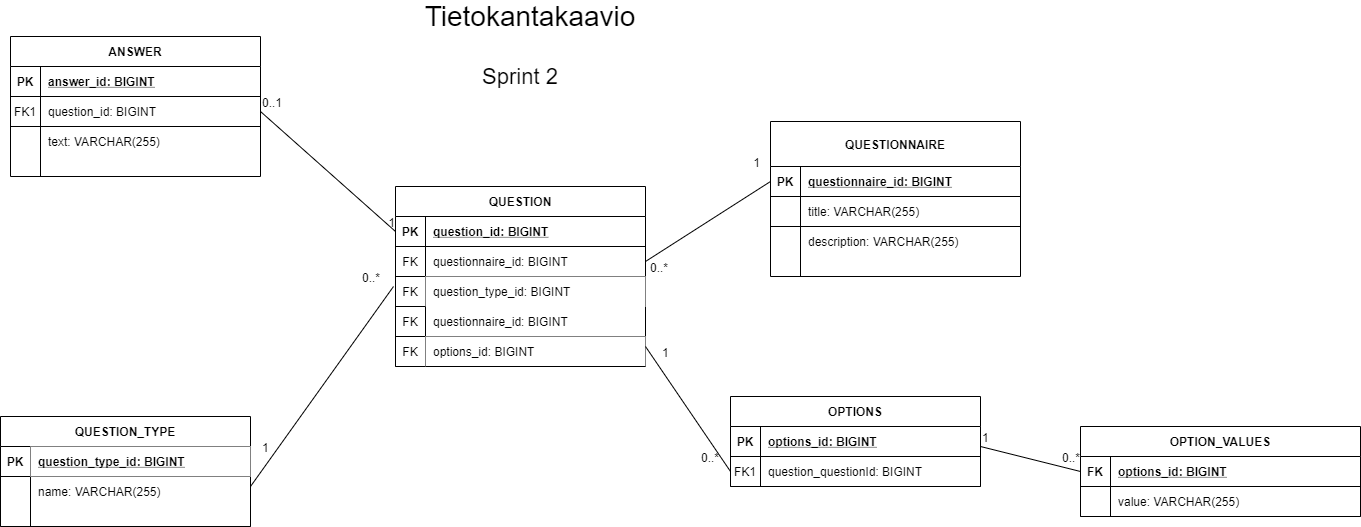 Tietokantakaavio
Sprint 2
ANSWER
PK answer_id: BIGINT
FK1 question_id: BIGINT
text: VARCHAR(255)
0..1
1
QUESTIONNAIRE
PK questionnaire_id: BIGINT
title: VARCHAR(255)
description: VARCHAR(255)
1
0..*
QUESTION
PK question_id: BIGINT
FK questionnaire_id: BIGINT
FK question_type_id: BIGINT
FK questionnaire_id: BIGINT
FK options_id: BIGINT
0..*
1
1
0..*
QUESTION_TYPE
PK question_type_id: BIGINT
name: VARCHAR(255)
OPTIONS
PK options_id: BIGINT
FK1 question_questionId: BIGINT
1
0..*
OPTION_VALUES
FK options_id: BIGINT
value: VARCHAR(255)